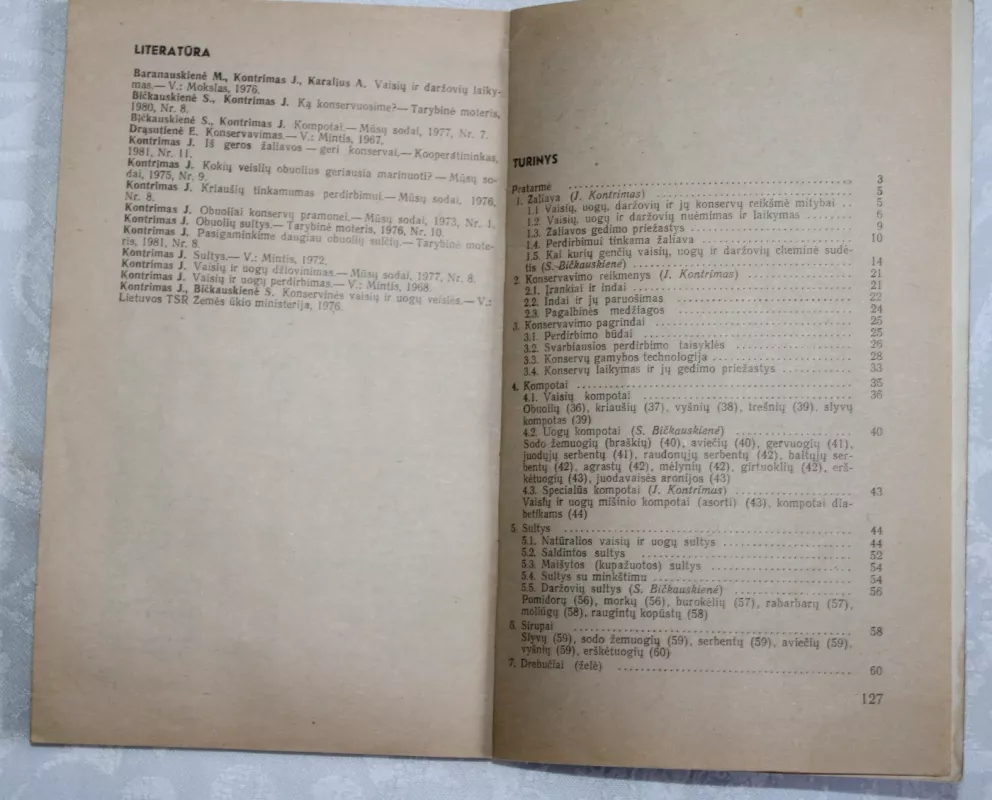 LITERATŪRA
Baranauskienė M., Kontrimas J., Karalius A. Vaisių ir daržovių laiky-
mas.— V.: Mokslas, 1976.
Bičkauskienė S., Kontrimas J. Ką konservuosime?— Tarybinė moteris,
1980, Nr. 8.
Bičkauskienė S., Kontrimas J. Kompotai.— Mūsų sodai, 1977, Nr. 7.
Drąsutienė E. Konservavimas.— V.: Mintis, 1967.
Kontrimas J. Iš geros žaliavos — geri konservai.— Kooperatininkas,
1981, Nr. 11.
Kontrimas J. Kokių veislių obuolius geriausia marinuoti? — Mūsų so-
dai, 1975, Nr. 9.
Kontrimas J. Kriaušių tinkamumas perdirbimui.— Mūsų sodai, 1976,
Nr. 8.
Kontrimas J. Obuoliai konservų pramonei.— Mūsų sodai, 1973, Nr. 1.
Kontrimas J. Obuolių sultys.— Tarybinė moteris, 1976, Nr. 10.
Kontrimas J. Pasigaminkime daugiau obuolių sulčių.— Tarybinė mote-
ris, 1981, Nr. 8.
Kontrimas J. Sultys.— V.: Mintis, 1972.
Kontrimas J. Vaisių ir uogų džiovinimas.— Mūsų sodai, 1977, Nr. 8.
Kontrimas J. Vaisių ir uogų perdirbimas.— V.: Mintis, 1968.
Kontrimas J., Bičkauskienė S. Konservinės vaisių ir uogų veislės.— V.:
Lietuvos TSR Žemės ūkio ministerija, 1976.
TURINYS
Pratarmė 3
1. Žaliava (J. Kontrimas) 5
1.1 Vaisių, uogų, daržovių ir jų konservų reikšmė mitybai 5
1.2. Vaisių, uogų ir daržovių nuėmimas ir laikymas 6
1.3. Žaliavos gedimo priežastys 9
1.4. Perdirbimui tinkama žaliava 10
1.5. Kai kurių genčių vaisių, uogų ir daržovių cheminė sudė-
tis (S. Bičkauskienė) 14
2. Konservavimo reikmenys (J. Kontrimas) 21
2.1. Įrankiai ir indai 21
2.2. Indai ir jų paruošimas 22
2.3. Pagalbinės medžiagos 24
3. Konservavimo pagrindai 25
3.1. Perdirbimo būdai 25
3.2. Svarbiausios perdirbimo taisyklės 26
3.3. Konservų gamybos technologija 28
3.4. Konservų laikymas ir jų gedimo priežastys 33
4. Kompotai 35
4.1. Vaisių kompotai 36
Obuolių (36), kriaušių (37), vyšnių (38), trešnių (39), slyvų
kompotas (39)
4.2. Uogų kompotai (S. Bičkauskienė) 40
Sodo žemuogių (braškių) (40), aviečių (40), gervuogių (41),
juodųjų serbentų (41), raudonųjų serbentų (42), baltųjų ser-
bentų (42), agrastų (42), mėlynių (42), girtuoklių (42), erš-
kėtuogių (43), juodavaisės aronijos (43)
4.3. Specialūs kompotai (J. Kontrimas) 43
Vaisių ir uogų mišinio kompotai (asorti) (43), kompotai dia-
betikams (44)
5. Sultys 44
5.1. Natūralios vaisių ir uogų sultys 44
5.2. Saldintos sultys 52
5.3. Maišytos (kupažuotos) sultys 54
5.4. Sultys su minkštimu 54
5.5. Daržovių sultys (S. Bičkauskienė) 56
Pomidorų (56), morkų (56), burokėlių (57), rabarbarų (57),
moliūgų (58), raugintų kopūstų (58)
6. Sirupai 58
Slyvų (59), sodo žemuogių (59), serbentų (59), aviečių (59),
vyšnių (59), erškėtuogių (60)
7. Drebučiai (želė) 60
127